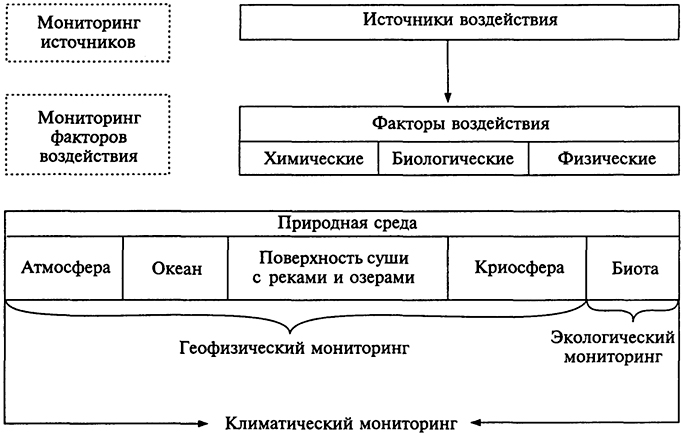 Мониторинг
источников
Источники воздействия
Мониторинг
факторов
воздействия
Факторы воздействия
Химические Биологические Физические
Природная среда
Атмосфера Океан Поверхность суши
с реками и озерами Криосфера Биота
Геофизический мониторинг
Экологический
мониторинг
Климатический мониторинг